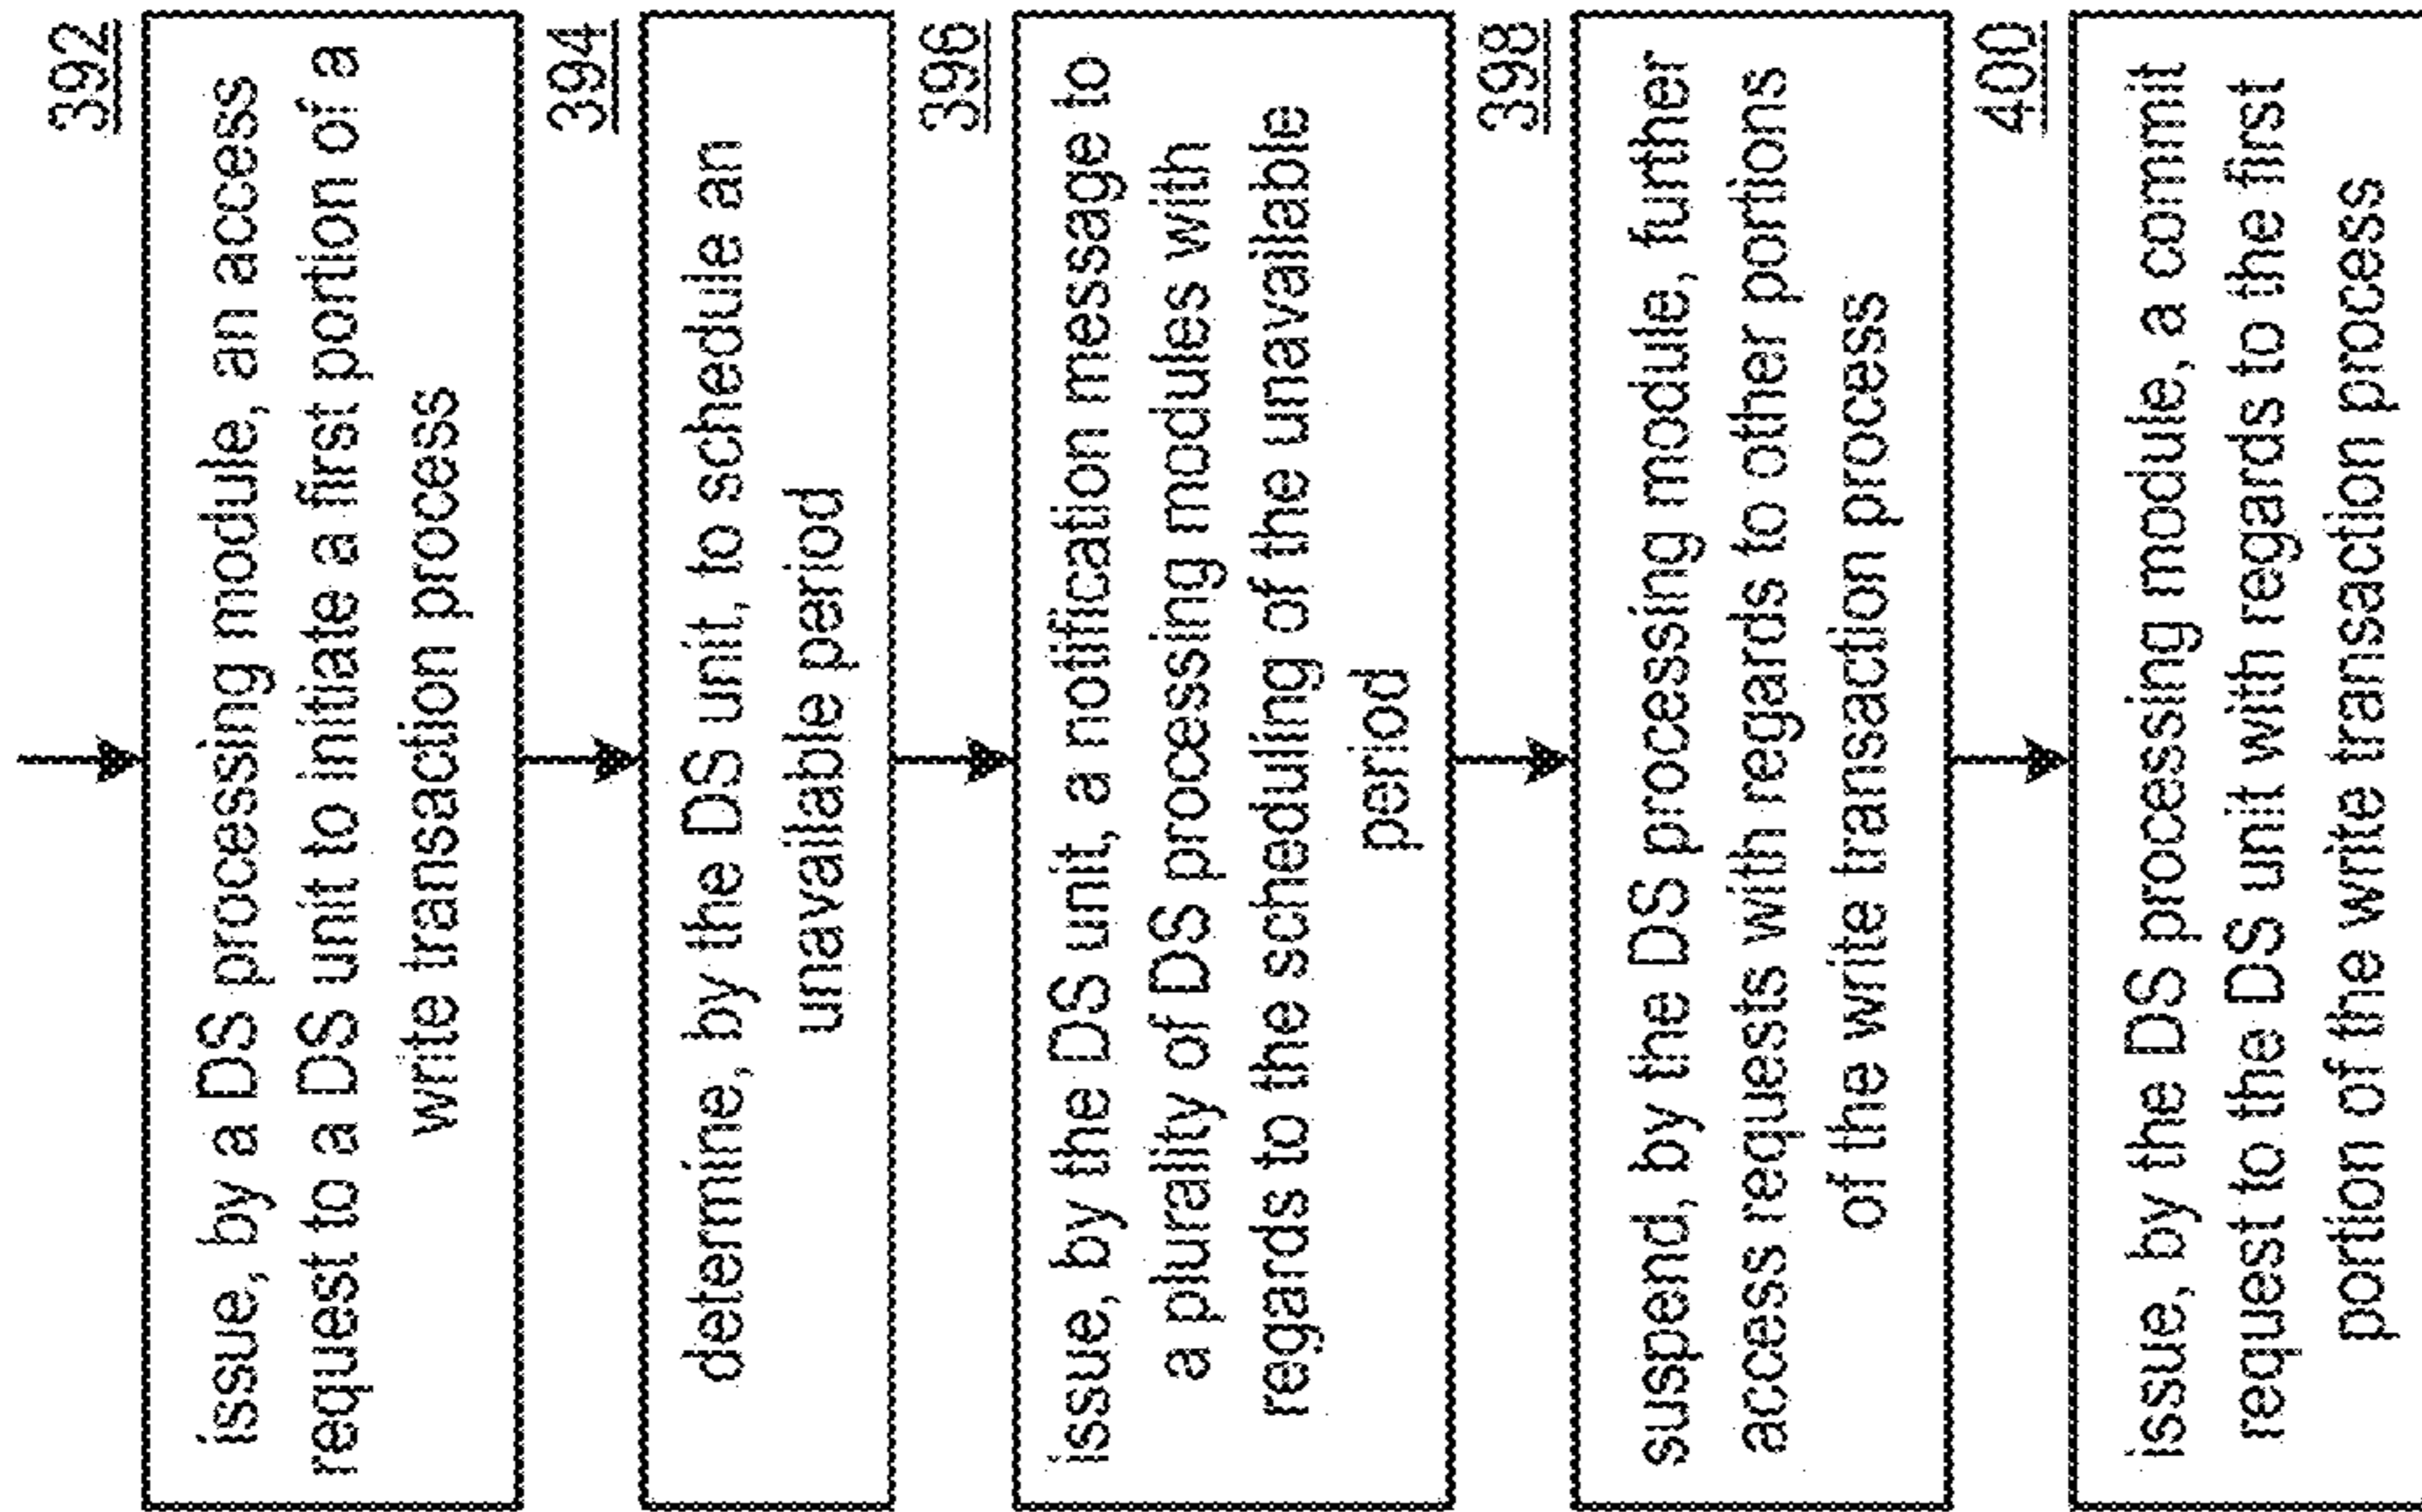 392
issue, by a DS processing module, an access
request to a DS unit to initiate a first portion of a
write transaction process
394
determine, by the DS unit, to schedule an
unavailable period
396
issue, by the DS unit, a notification message to
a plurality of DS processing modules with
regards to the scheduling of the unavailable
period
398
suspend, by the DS processing module, further
access requests with regards to other portions
of the write transaction process
400
issue, by the DS processing module, a commit
request to the DS unit with regards to the first
portion of the write transaction process